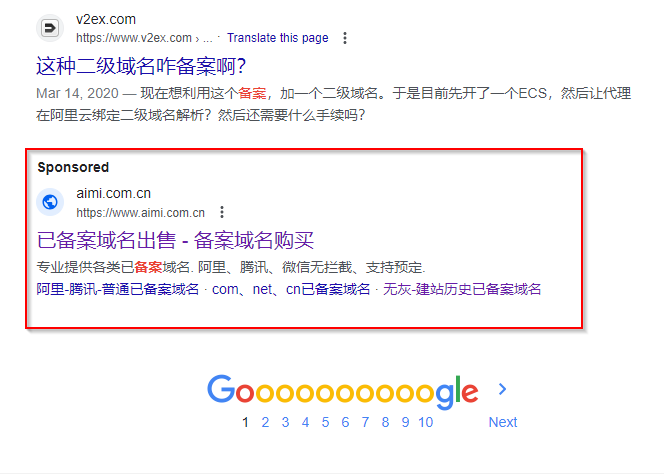 v2ex.com
https://www.v2ex.com › ... · Translate this page
这种二级域名咋备案啊?
Mar 14, 2020 — 现在想利用这个备案，加一个二级域名。于是目前先开了一个ECS，然后让代理
在阿里云绑定二级域名解析？然后还需要什么手续吗？
Sponsored
aimi.com.cn
https://www.aimi.com.cn
已备案域名出售 - 备案域名购买
专业提供各类已备案域名. 阿里、腾讯、微信无拦截、支持预定.
阿里-腾讯-普通已备案域名 · com、net、cn已备案域名 · 无灰-建站历史已备案域名
Goooooooooogle
1 2 3 4 5 6 7 8 9 10 Next